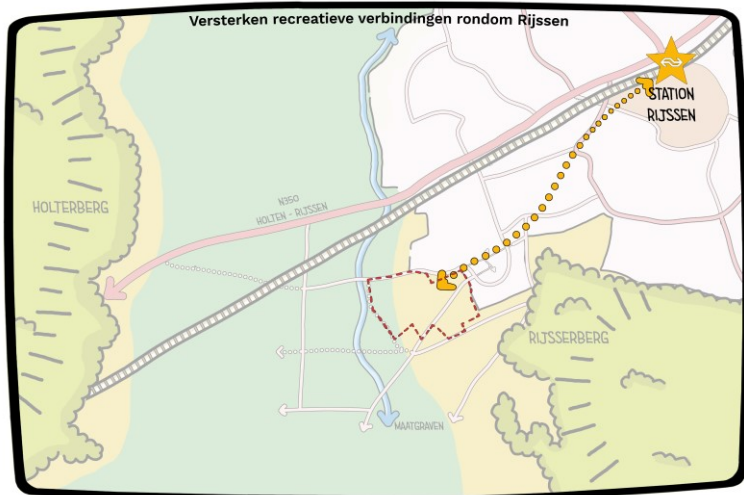 Versterken recreatieve verbindingen rondom Rijssen
STATION
RIJSSEN
HOLTERBERG
N350
HOLTEN - RIJSSEN
RIJSSERBERG
MAATGRAVEN